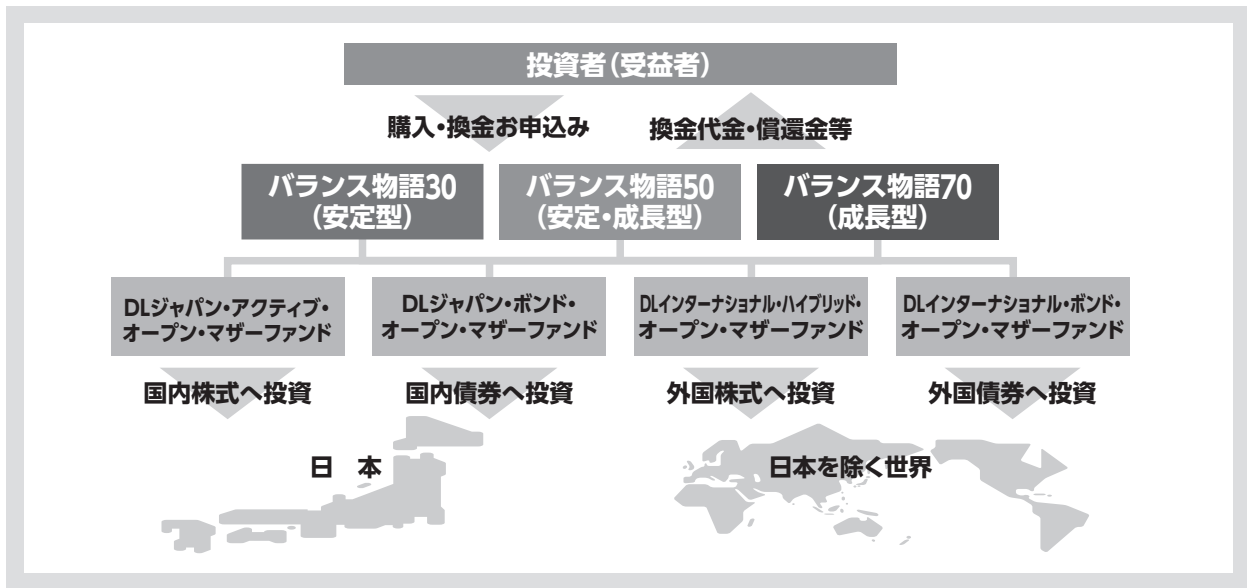 投資者(受益者)
購入・換金お申込み
換金代金・償還金等
バランス物語30
(安定型)
バランス物語50
(安定・成長型)
バランス物語70
(成長型)
DLジャパン・アクティブ・
オープン・マザーファンド
DLジャパン・ボンド・
オープン・マザーファンド
DLインターナショナル・ハイブリッド・
オープン・マザーファンド
DLインターナショナル・ボンド・
オープン・マザーファンド
国内株式へ投資
国内債券へ投資
外国株式へ投資
外国債券へ投資
日 本
日本を除く世界